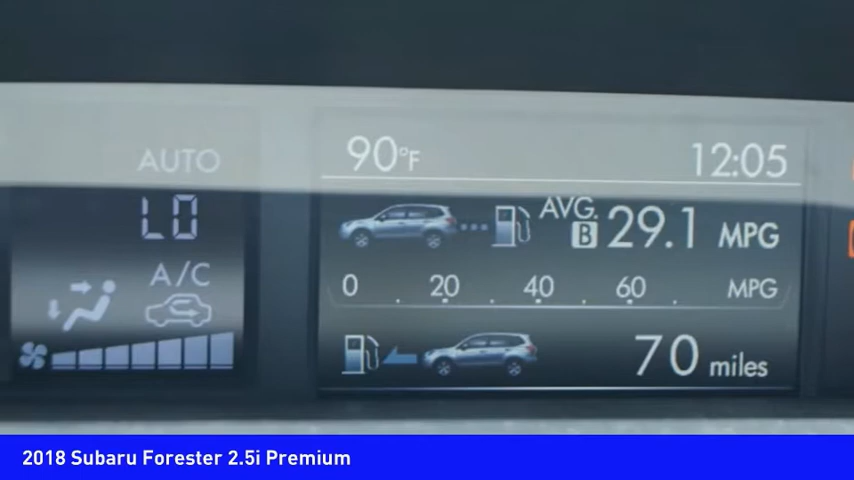 AUTO
LO
A/C
90°F 12:05
AVG. B 29.1 MPG
0 20 40 60 MPG
70 miles
2018 Subaru Forester 2.5i Premium